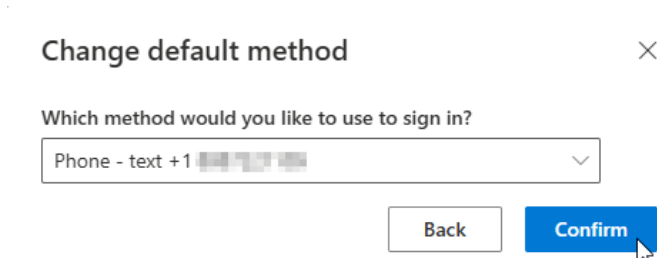 Change default method
Which method would you like to use to sign in?
Phone - text +1
Back
Confirm